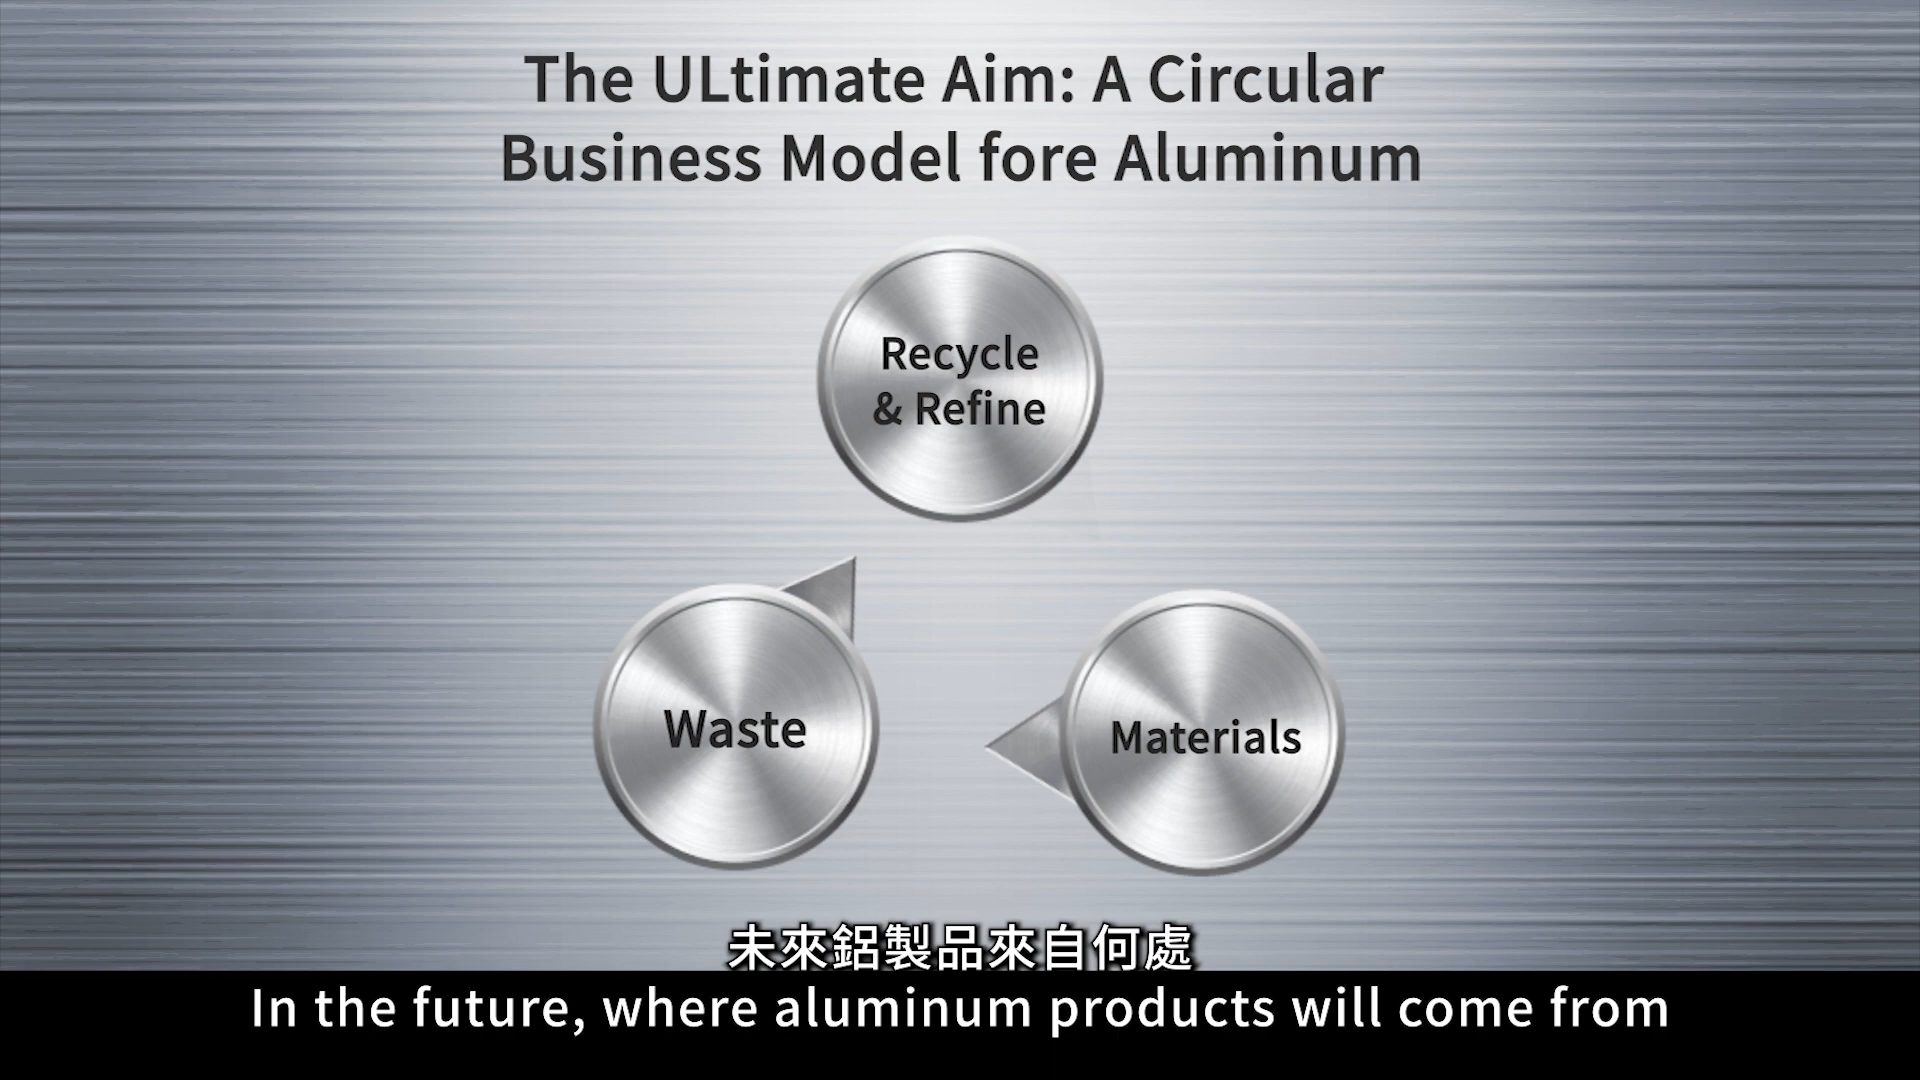 The ULtimate Aim: A Circular
Business Model fore Aluminum
Recycle
& Refine
Waste
Materials
未來鋁製品來自何處
In the future, where aluminum products will come from